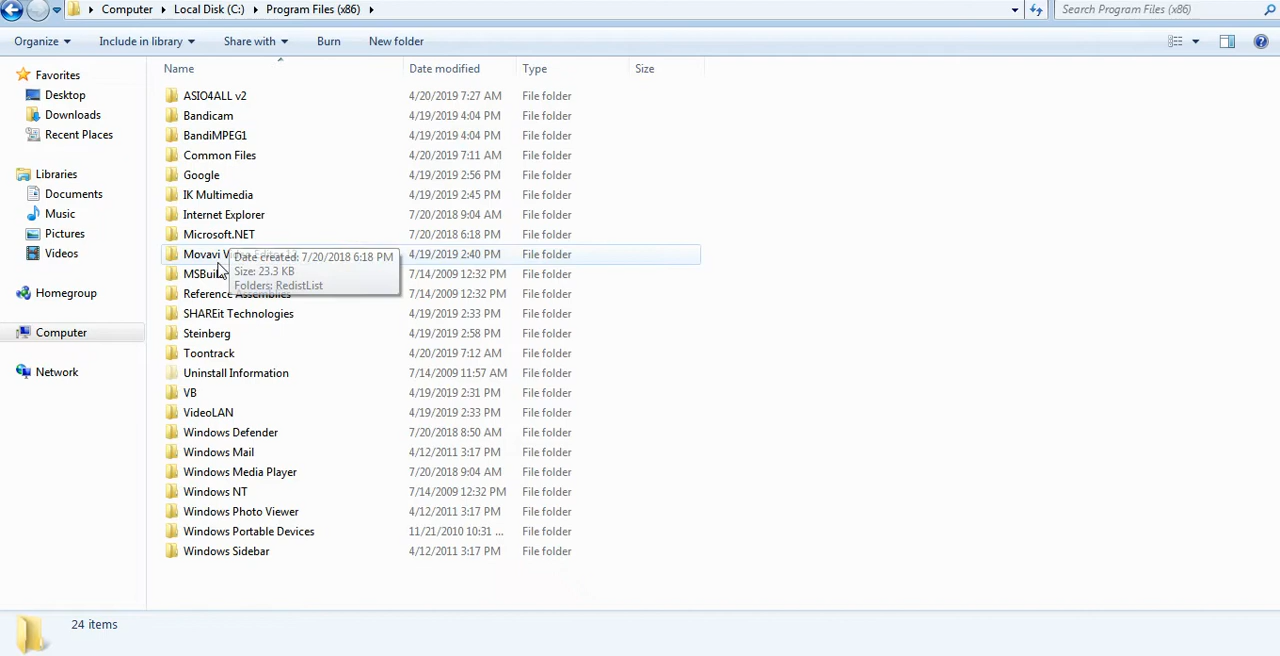 Computer Local Disk (C:) Program Files (x86) Search Program Files (x86)
Organize Include in library Share with Burn New folder
Name Date modified Type Size
Favorites
Desktop
Downloads
Recent Places
Libraries
Documents
Music
Pictures
Videos
Homegroup
Computer
Network
ASIO4ALL v2 4/20/2019 7:27 AM File folder
Bandicam 4/19/2019 4:04 PM File folder
BandiMPEG1 4/19/2019 4:04 PM File folder
Common Files 4/20/2019 7:11 AM File folder
Google 4/19/2019 2:56 PM File folder
IK Multimedia 4/19/2019 2:45 PM File folder
Internet Explorer 7/20/2018 9:04 AM File folder
Microsoft.NET 7/20/2018 6:18 PM File folder
Movavi 4/19/2019 2:40 PM File folder
Date created: 7/20/2018 6:18 PM
Size: 23.3 KB
Folders: RedistList
MSBuild 7/14/2009 12:32 PM File folder
Reference Assemblies 7/14/2009 12:32 PM File folder
SHAREit Technologies 4/19/2019 2:33 PM File folder
Steinberg 4/19/2019 2:58 PM File folder
Toontrack 4/20/2019 7:12 AM File folder
Uninstall Information 7/14/2009 11:57 AM File folder
VB 4/19/2019 2:31 PM File folder
VideoLAN 4/19/2019 2:33 PM File folder
Windows Defender 7/20/2018 8:50 AM File folder
Windows Mail 4/12/2011 3:17 PM File folder
Windows Media Player 7/20/2018 9:04 AM File folder
Windows NT 7/14/2009 12:32 PM File folder
Windows Photo Viewer 4/12/2011 3:17 PM File folder
Windows Portable Devices 11/21/2010 10:31 ... File folder
Windows Sidebar 4/12/2011 3:17 PM File folder
24 items